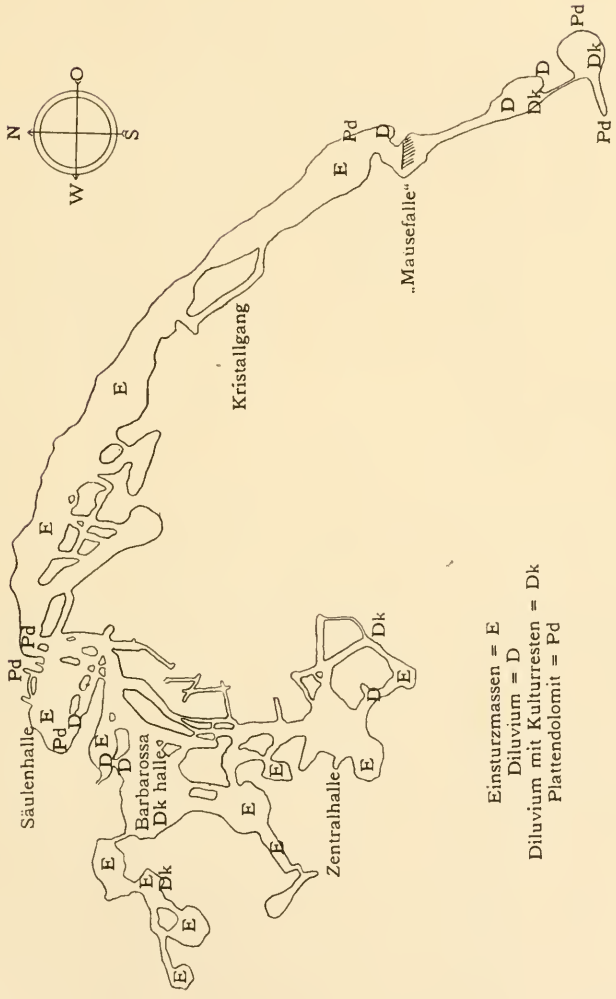 N
W O
S
Säulenhalle
Pd
Pd
E
Pd
D
E
D
D
Barbarossa
Dk halle
E
E
Dk
E
E
E
E
E
Zentralhalle
E
D
E
Dk
E
E
Kristallgang
E
Pd
D
„Mausefalle"
D
Dk
D
Pd
Dk
Pd
Einsturzmassen = E
Diluvium = D
Diluvium mit Kulturresten = Dk
Plattendolomit = Pd